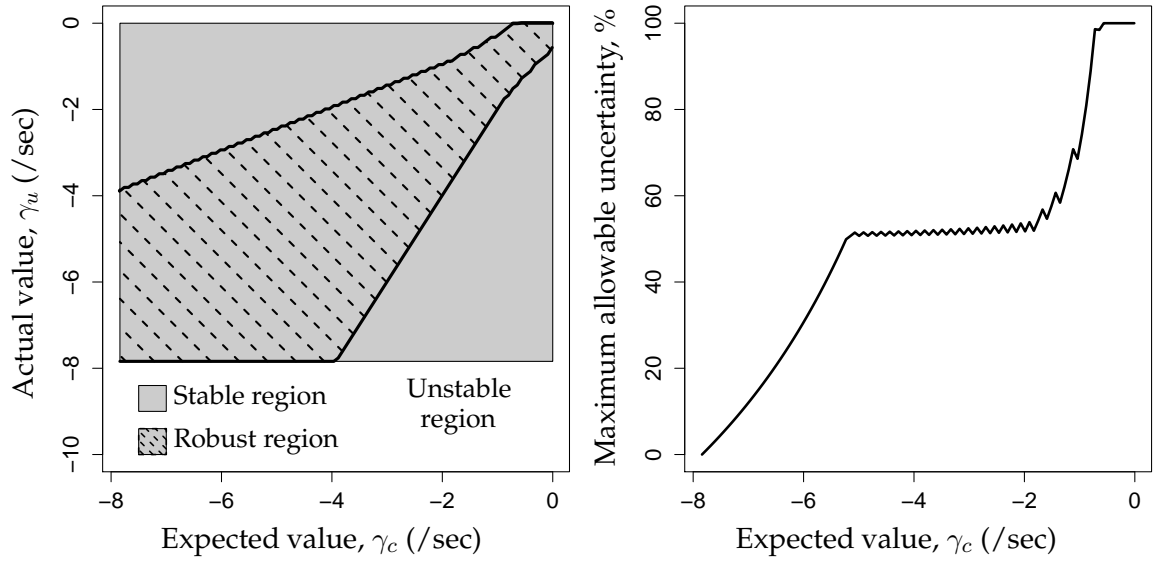 Actual value, γu (/sec)
0
−2
−4
−6
−8
−10
Stable region
Robust region
Unstable
region
−8 −6 −4 −2 0
Expected value, γc (/sec)
Maximum allowable uncertainty, %
100
80
60
40
20
0
−8 −6 −4 −2 0
Expected value, γc (/sec)